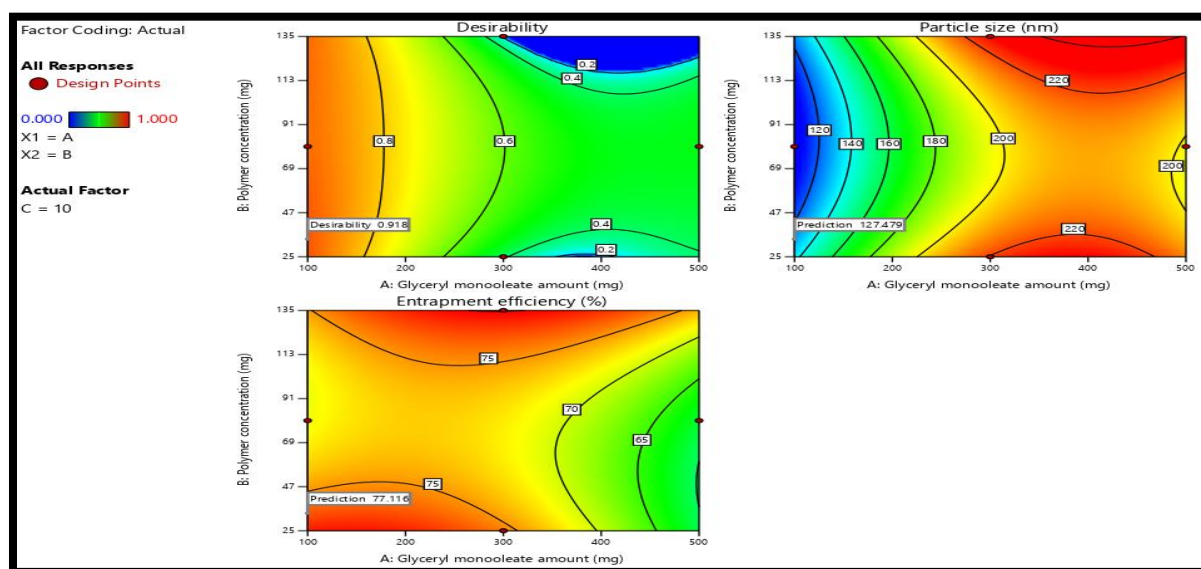 Factor Coding: Actual
All Responses
Design Points
0.000 1.000
X1 = A
X2 = B
Actual Factor
C = 10
Desirability
B: Polymer concentration (mg)
135
113
91
69
47
25
0.2
0.4
0.8
0.6
Desirability 0.918
0.4
0.2
100 200 300 400 500
A: Glyceryl monooleate amount (mg)
Particle size (nm)
B: Polymer concentration (mg)
135
113
91
69
47
25
220
120 140 160 180 200
200
Prediction 127.479
220
100 200 300 400 500
A: Glyceryl monooleate amount (mg)
Entrapment efficiency (%)
B: Polymer concentration (mg)
135
113
91
69
47
25
75
70
65
75
Prediction 77.116
100 200 300 400 500
A: Glyceryl monooleate amount (mg)